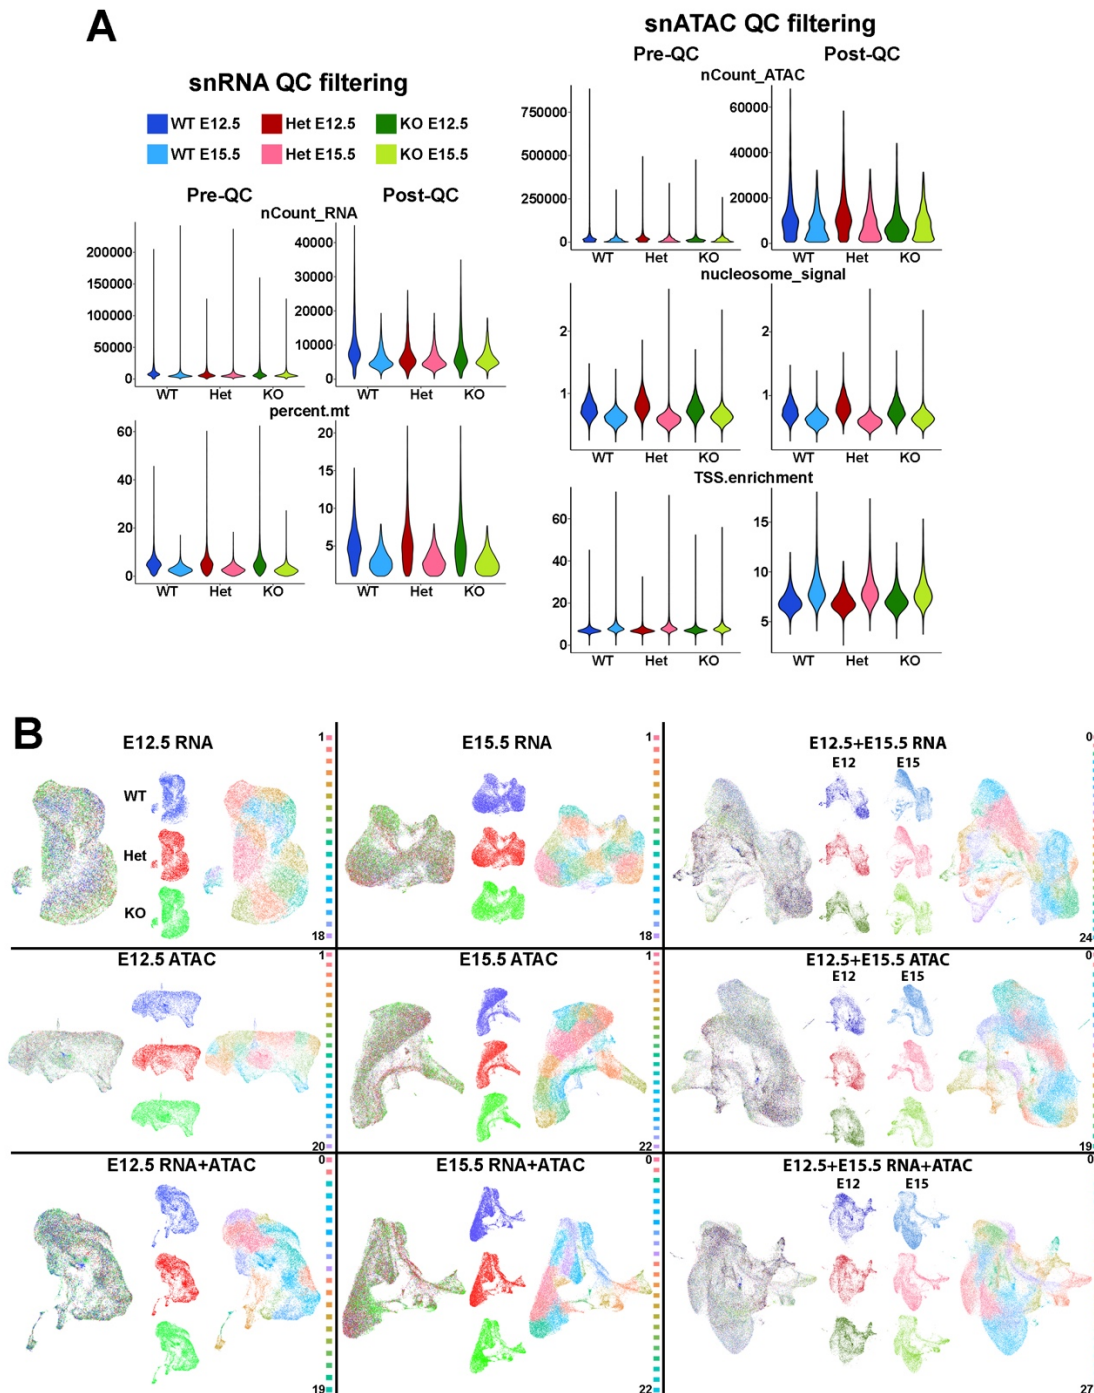 A
snRNA QC filtering
WT E12.5 Het E12.5 KO E12.5
WT E15.5 Het E15.5 KO E15.5
Pre-QC Post-QC
nCount_RNA
200000
150000
100000
50000
0
WT Het KO
40000
30000
20000
10000
0
WT Het KO
percent.mt
60
40
20
0
WT Het KO
20
15
10
5
WT Het KO
snATAC QC filtering
Pre-QC Post-QC
nCount_ATAC
750000
500000
250000
0
WT Het KO
60000
40000
20000
0
WT Het KO
nucleosome_signal
2
1
WT Het KO
2
1
WT Het KO
TSS.enrichment
60
40
20
0
WT Het KO
15
10
5
WT Het KO
B
E12.5 RNA
WT
Het
KO
1
18
E15.5 RNA
1
18
E12.5+E15.5 RNA
E12 E15
0
24
E12.5 ATAC
1
20
E15.5 ATAC
1
22
E12.5+E15.5 ATAC
E12 E15
0
19
E12.5 RNA+ATAC
0
19
E15.5 RNA+ATAC
0
22
E12.5+E15.5 RNA+ATAC
E12 E15
0
27